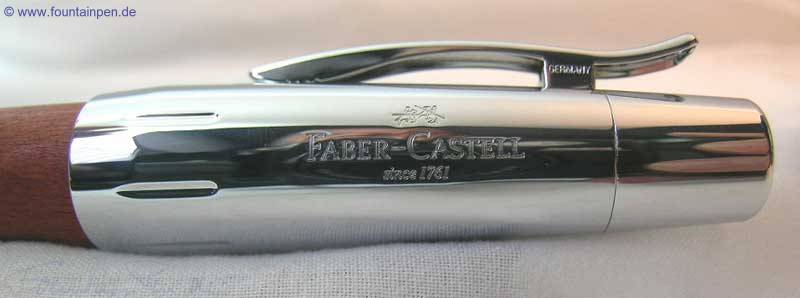 © www.fountainpen.de
GERMANY
FABER-CASTELL
since 1761